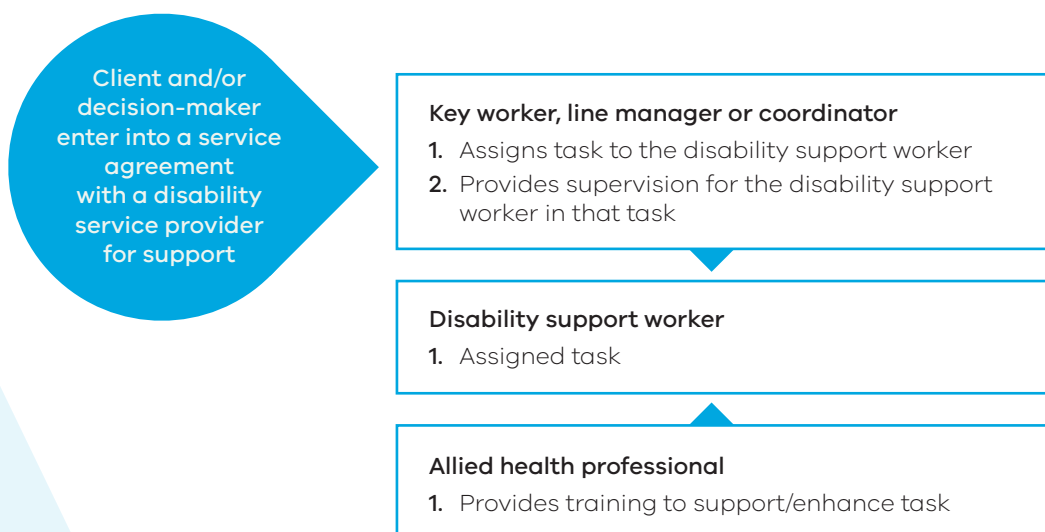 Client and/or
decision-maker
enter into a service
agreement
with a disability
service provider
for support
Key worker, line manager or coordinator
1. Assigns task to the disability support worker
2. Provides supervision for the disability support
worker in that task
Disability support worker
1. Assigned task
Allied health professional
1. Provides training to support/enhance task